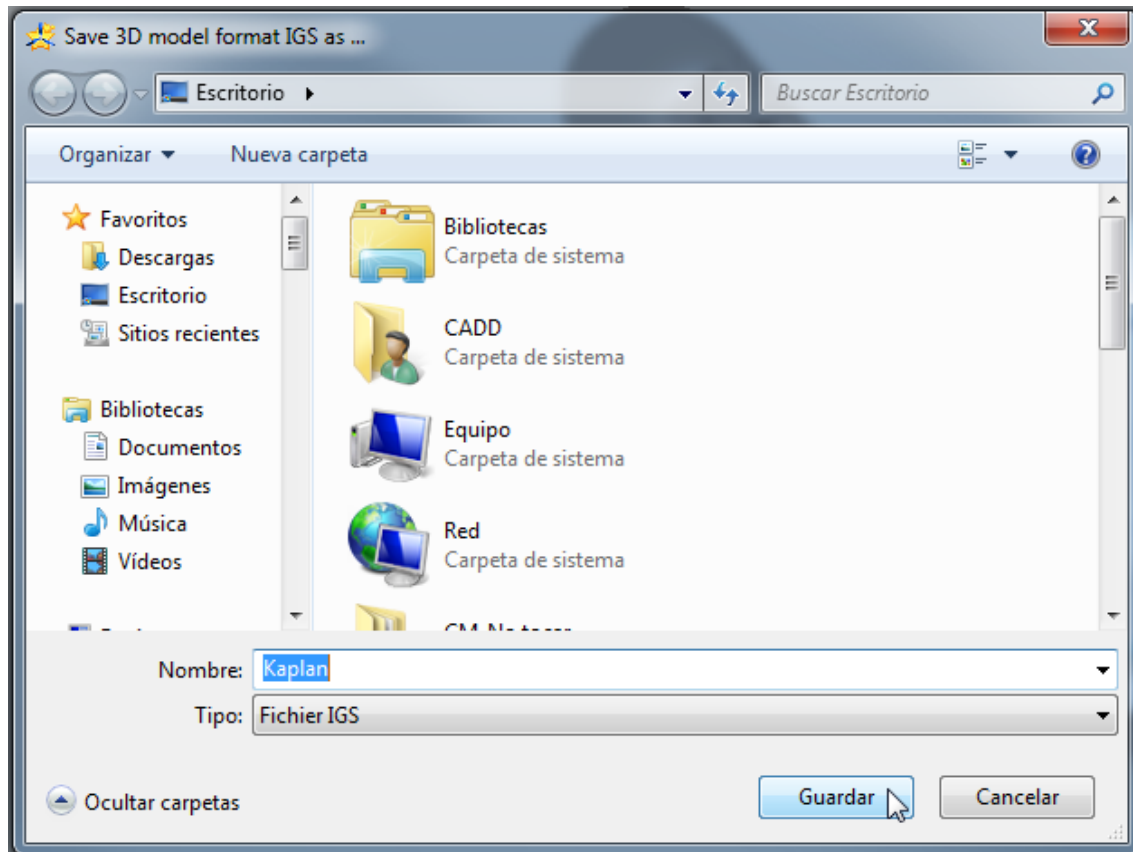 Save 3D model format IGS as ...
Escritorio
Buscar Escritorio
Organizar
Nueva carpeta
Favoritos
Descargas
Escritorio
Sitios recientes
Bibliotecas
Documentos
Imágenes
Música
Vídeos
Bibliotecas
Carpeta de sistema
CADD
Carpeta de sistema
Equipo
Carpeta de sistema
Red
Carpeta de sistema
Nombre: Kaplan
Tipo: Fichier IGS
Ocultar carpetas
Guardar
Cancelar